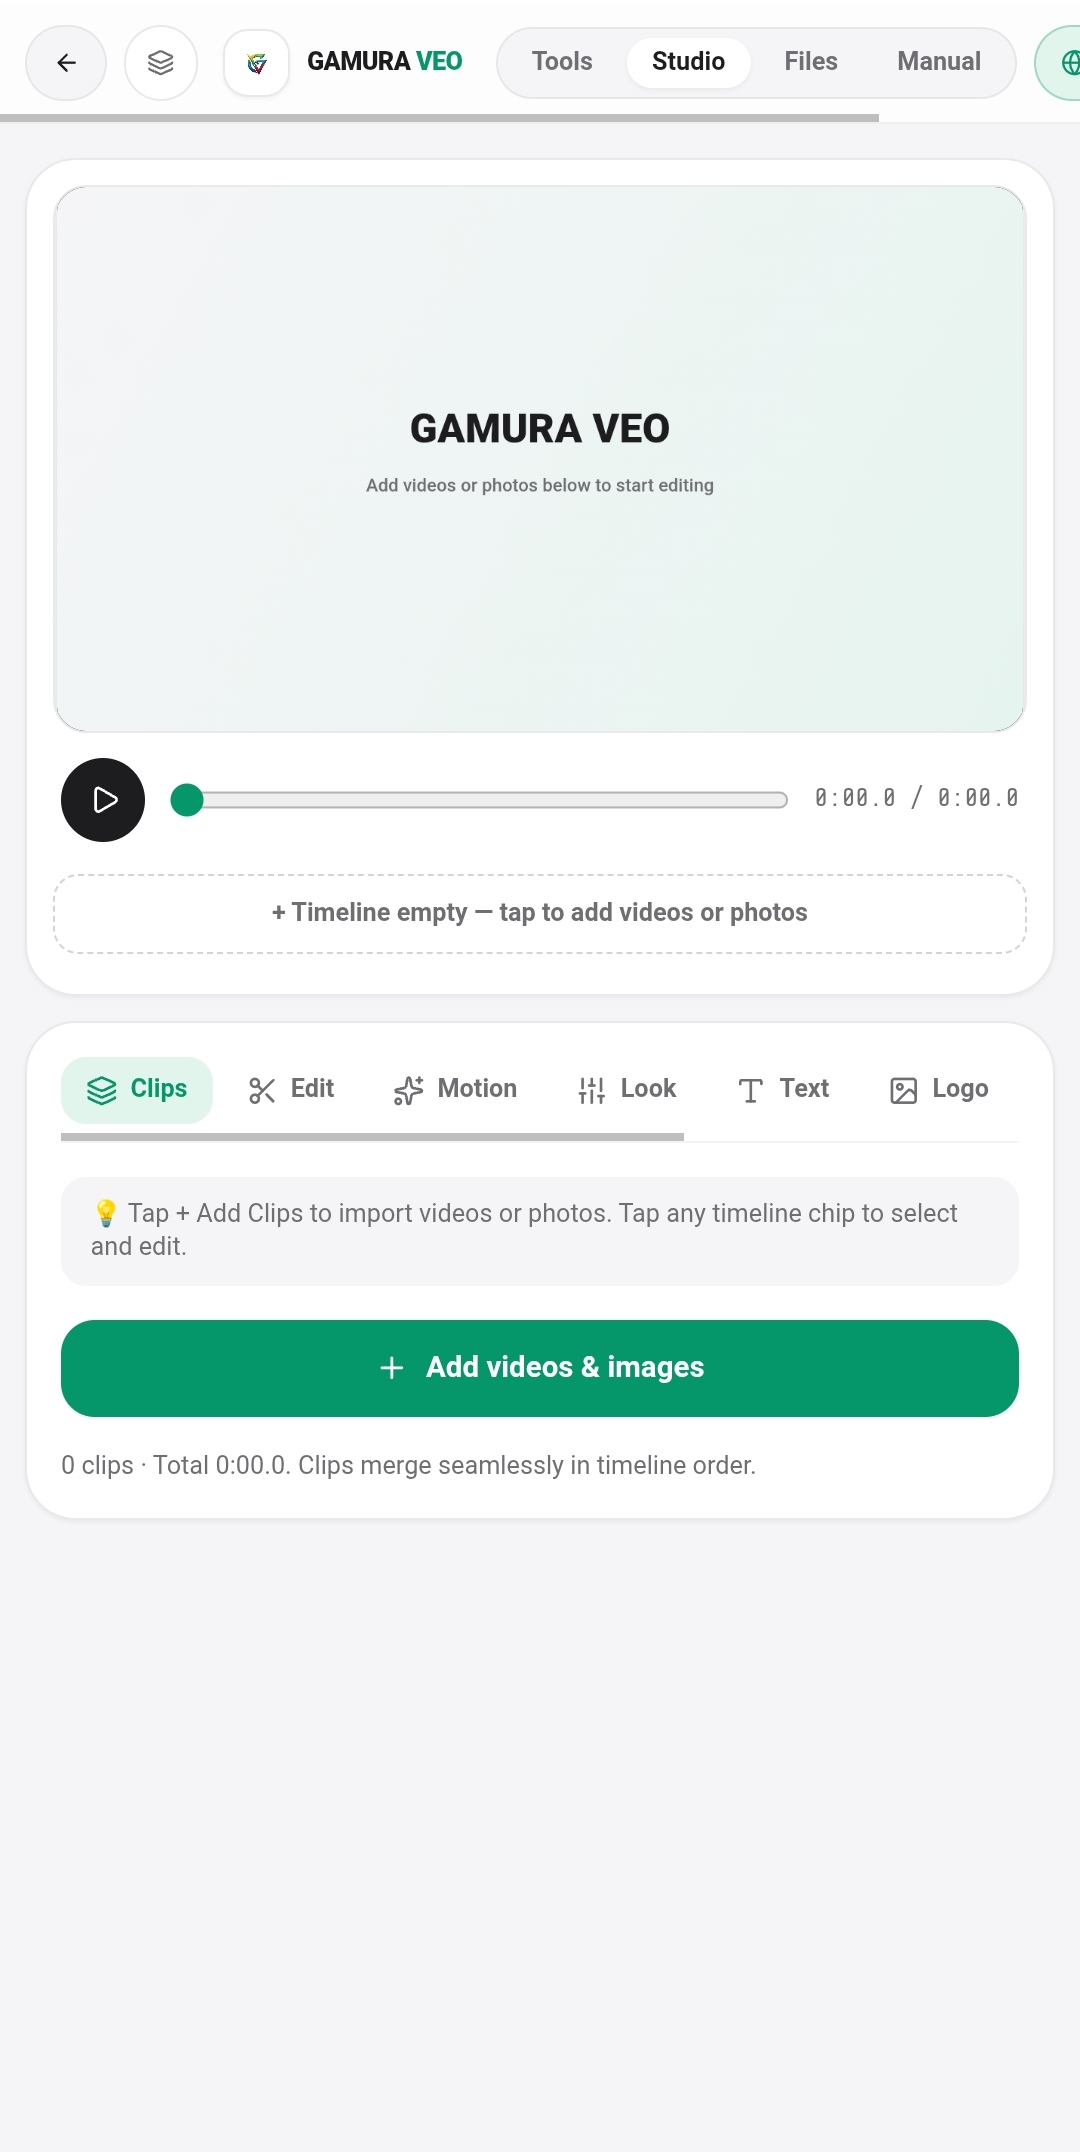 GAMURA VEO
Tools
Studio
Files
Manual
GAMURA VEO
Add videos or photos below to start editing
0:00.0 / 0:00.0
+ Timeline empty — tap to add videos or photos
Clips
Edit
Motion
Look
Text
Logo
💡 Tap + Add Clips to import videos or photos. Tap any timeline chip to select
and edit.
+ Add videos & images
0 clips · Total 0:00.0. Clips merge seamlessly in timeline order.